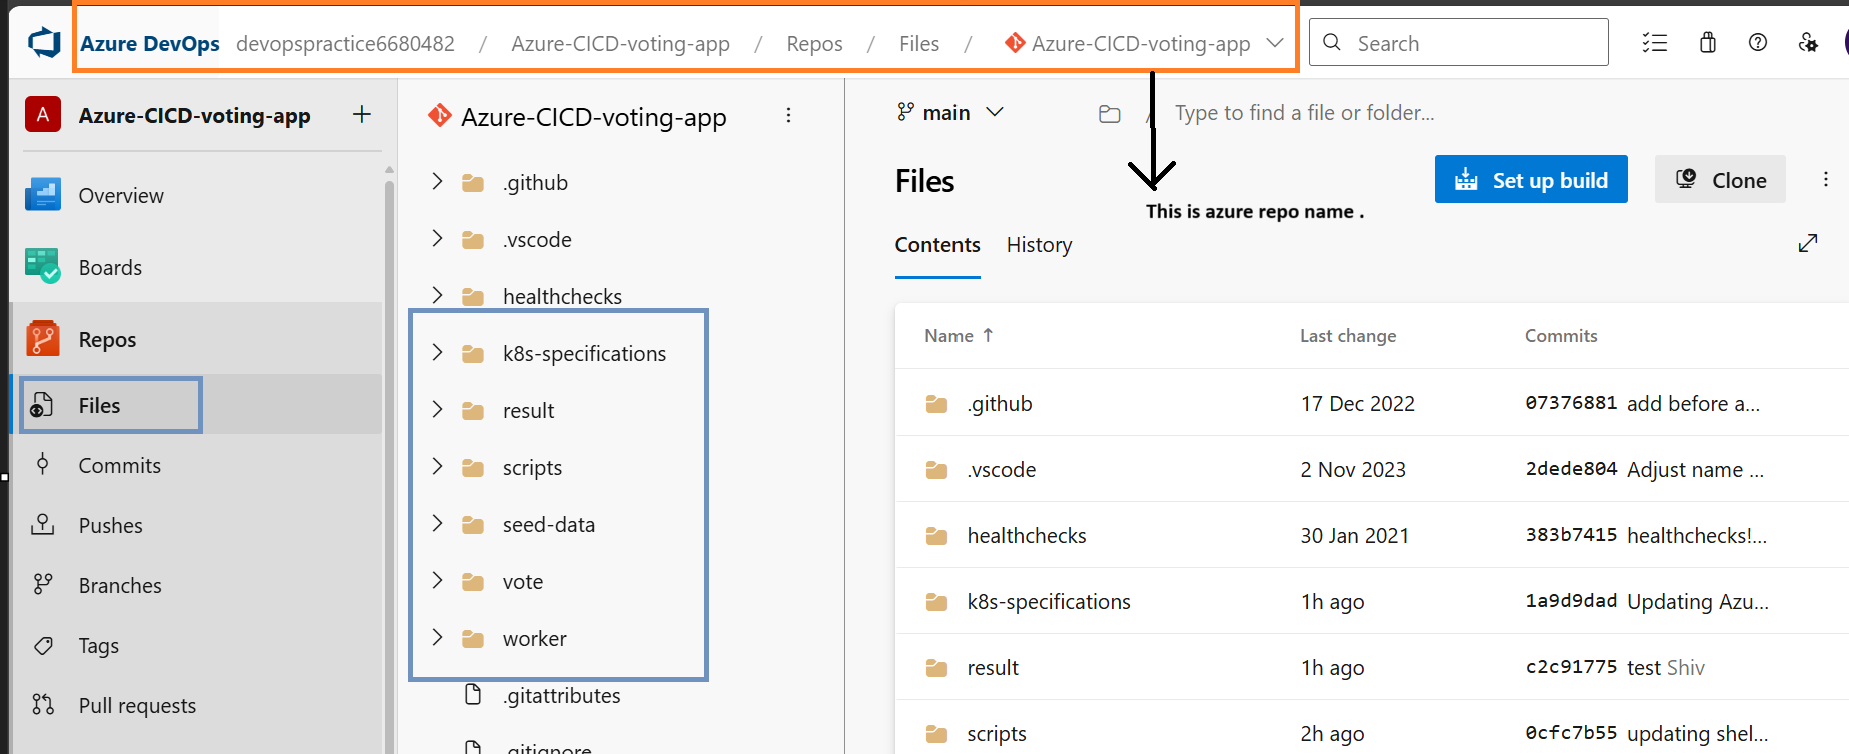 Azure DevOps devopspractice6680482 / Azure-CICD-voting-app / Repos / Files / Azure-CICD-voting-app
Search
A Azure-CICD-voting-app +
Overview
Boards
Repos
Files
Commits
Pushes
Branches
Tags
Pull requests
Azure-CICD-voting-app
.github
.vscode
healthchecks
k8s-specifications
result
scripts
seed-data
vote
worker
.gitattributes
.gitignore
main / Type to find a file or folder...
Files
Set up build
Clone
This is azure repo name .
Contents History
Name ↑ Last change Commits
.github 17 Dec 2022 07376881 add before a...
.vscode 2 Nov 2023 2dede804 Adjust name ...
healthchecks 30 Jan 2021 383b7415 healthchecks!...
k8s-specifications 1h ago 1a9d9dad Updating Azu...
result 1h ago c2c91775 test Shiv
scripts 2h ago 0cfc7b55 updating shel...